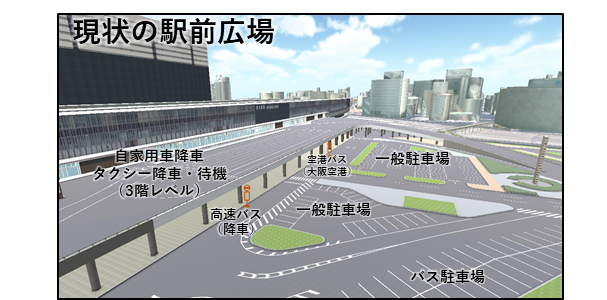 現状の駅前広場
自家用車降車
タクシー降車・待機
（3階レベル）
空港バス
（大阪空港）
一般駐車場
高速バス
（降車）
一般駐車場
バス駐車場